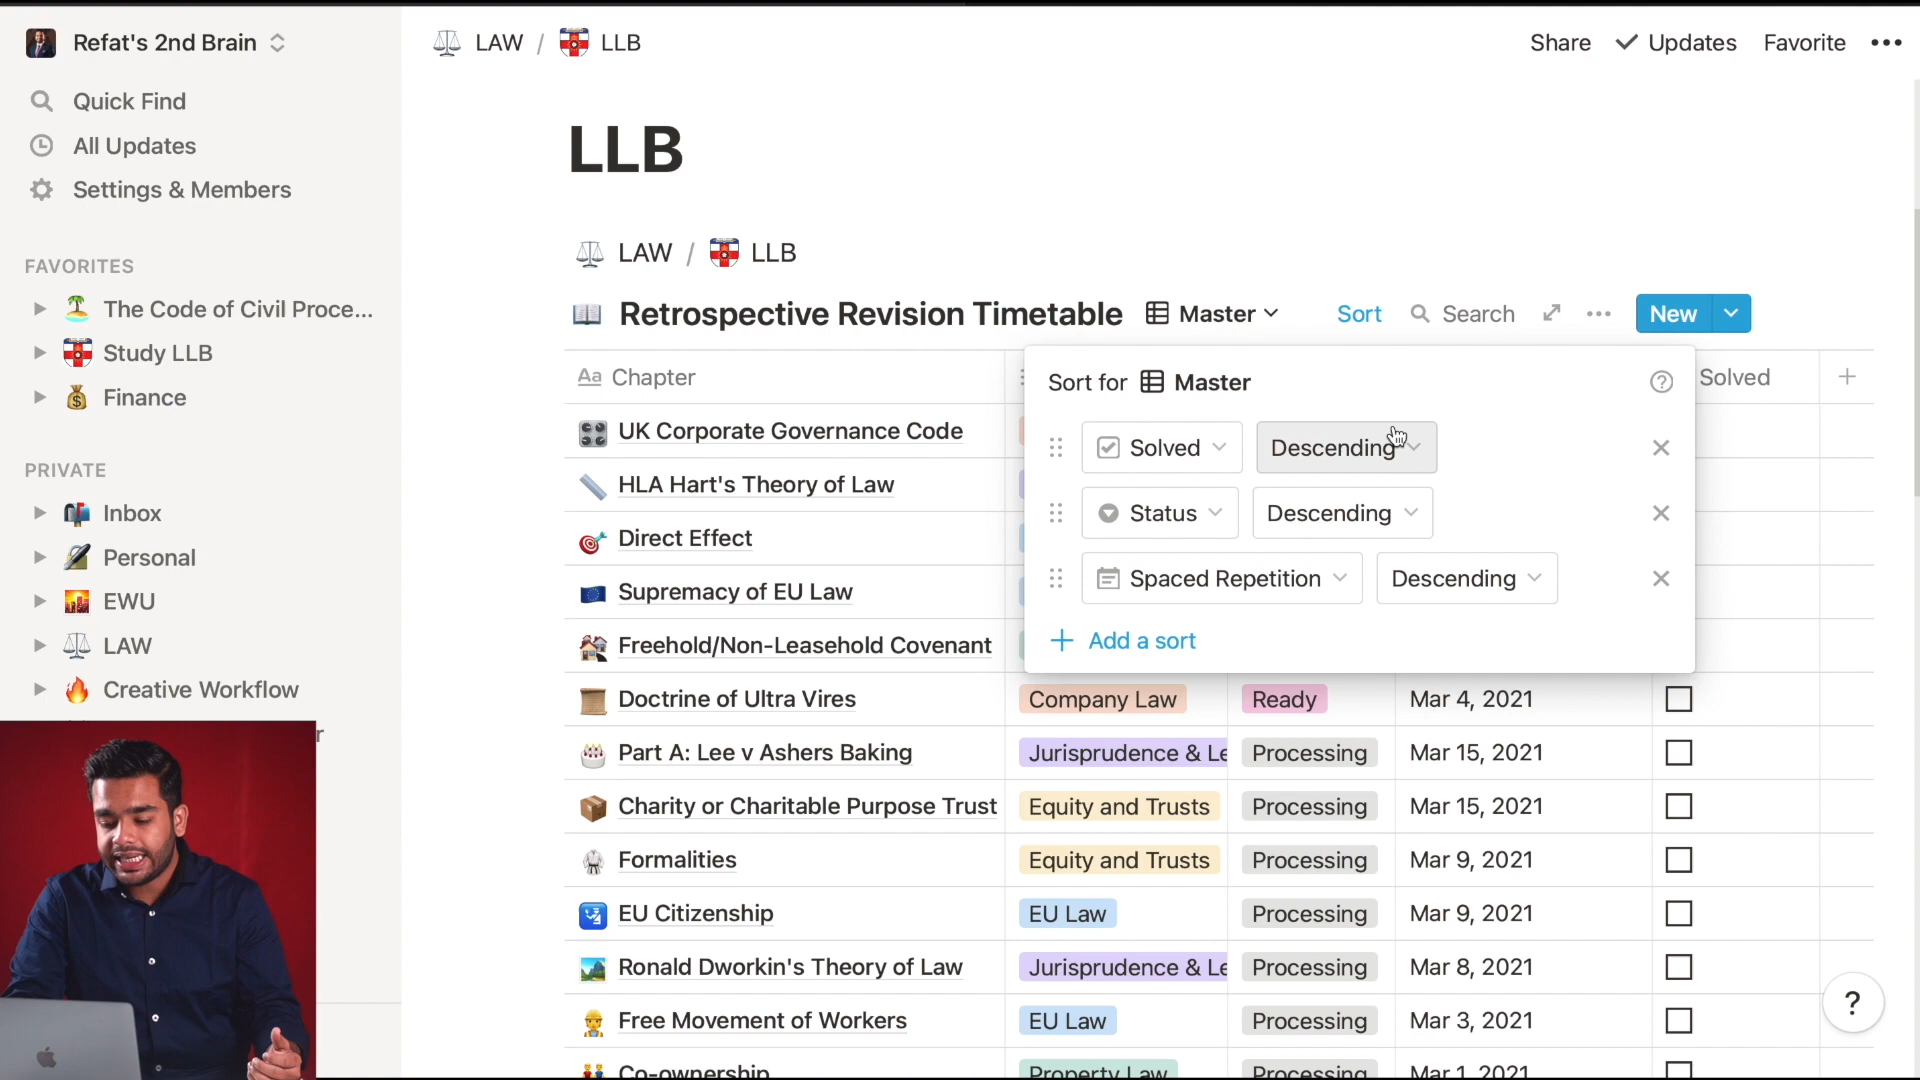 Refat's 2nd Brain
Quick Find
All Updates
Settings & Members
FAVORITES
The Code of Civil Proce...
Study LLB
Finance
PRIVATE
Inbox
Personal
EWU
LAW
Creative Workflow
r
LAW / LLB
Share
Updates
Favorite
LLB
LAW / LLB
Retrospective Revision Timetable
Master
Sort
Search
New
Aa Chapter
Solved
Sort for Master
Solved Descending
Status Descending
Spaced Repetition Descending
+ Add a sort
UK Corporate Governance Code
HLA Hart's Theory of Law
Direct Effect
Supremacy of EU Law
Freehold/Non-Leasehold Covenant
Doctrine of Ultra Vires Company Law Ready Mar 4, 2021
Part A: Lee v Ashers Baking Jurisprudence & Le Processing Mar 15, 2021
Charity or Charitable Purpose Trust Equity and Trusts Processing Mar 15, 2021
Formalities Equity and Trusts Processing Mar 9, 2021
EU Citizenship EU Law Processing Mar 9, 2021
Ronald Dworkin's Theory of Law Jurisprudence & Le Processing Mar 8, 2021
Free Movement of Workers EU Law Processing Mar 3, 2021
Co-ownership Property Law Processing Mar 1, 2021
?